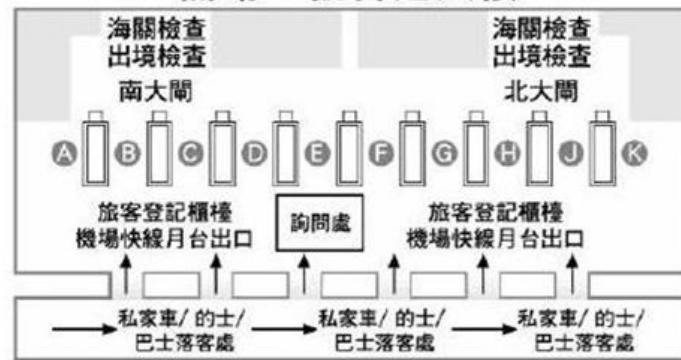 海關檢查
出境檢查
海關檢查
出境檢查
南大閘
北大閘
A B C D E F G H J K
旅客登記櫃檯
機場快線月台出口
詢問處
旅客登記櫃檯
機場快線月台出口
私家車/ 的士/
巴士落客處
私家車/ 的士/
巴士落客處
私家車/ 的士/
巴士落客處